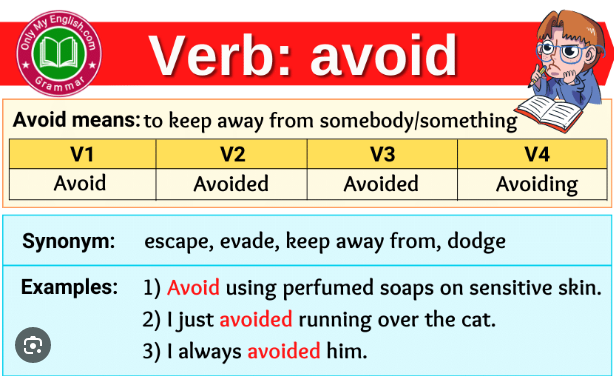 Only My English.com
Grammar
Verb: avoid
Avoid means: to keep away from somebody/something
V1 V2 V3 V4
Avoid Avoided Avoided Avoiding
Synonym: escape, evade, keep away from, dodge
Examples: 1) Avoid using perfumed soaps on sensitive skin.
2) I just avoided running over the cat.
3) I always avoided him.